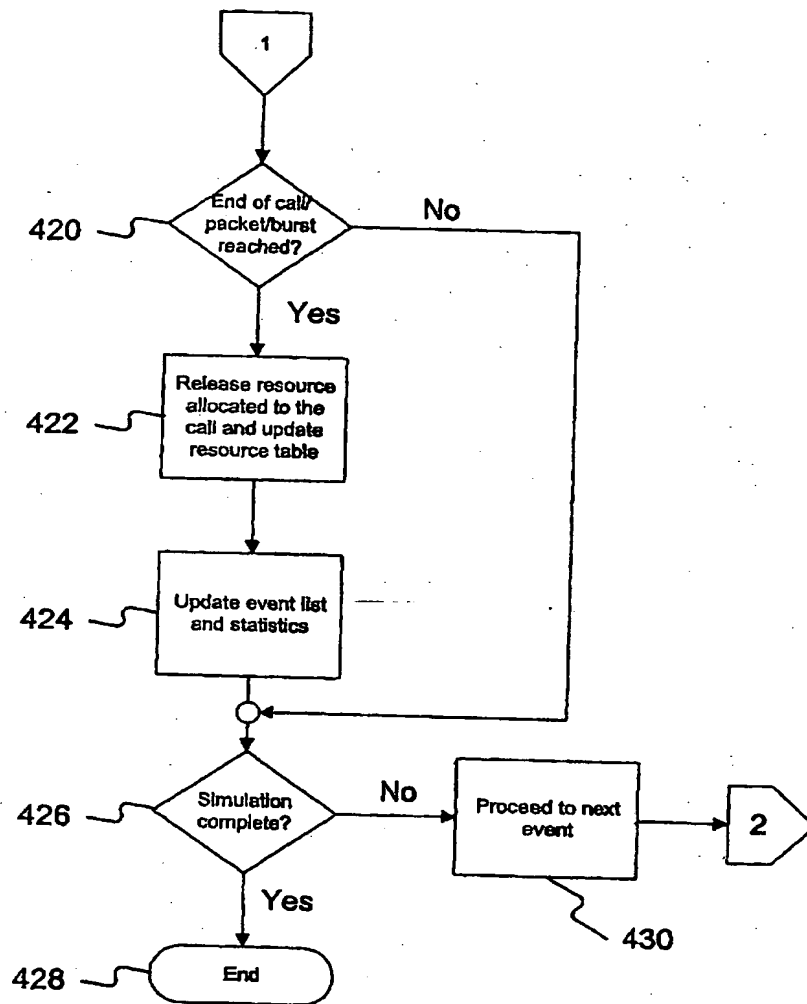 1
End of call/
packet/burst
reached?
No
420
Yes
Release resource
allocated to the
call and update
resource table
422
Update event list
and statistics
424
Simulation
complete?
426
No
Proceed to next
event
2
430
Yes
End
428